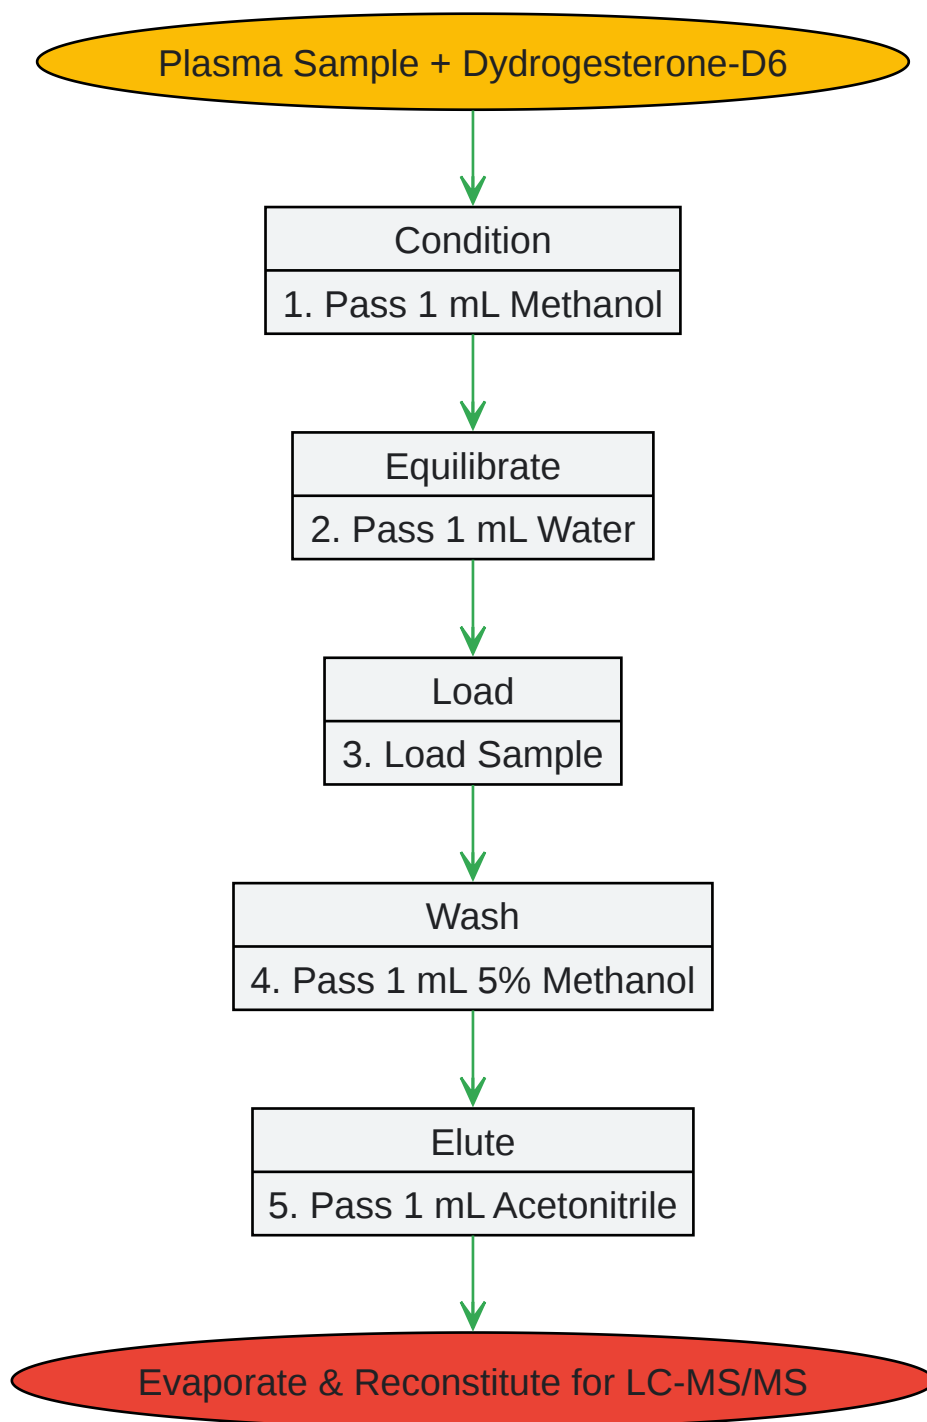 Plasma Sample + Dydrogesterone-D6
Condition
1. Pass 1 mL Methanol
Equilibrate
2. Pass 1 mL Water
Load
3. Load Sample
Wash
4. Pass 1 mL 5% Methanol
Elute
5. Pass 1 mL Acetonitrile
Evaporate & Reconstitute for LC-MS/MS